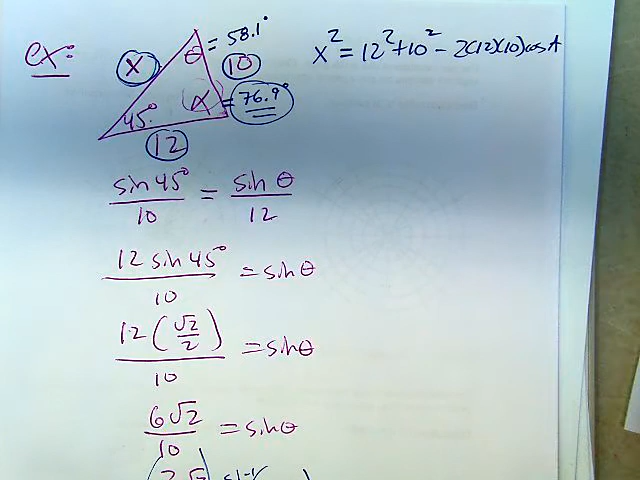 ex:
θ = 58.1°
x
10
α = 76.9°
45°
12
x² = 12² + 10² - 2(12)(10)cosA
sin 45° / 10 = sin θ / 12
12 sin 45° / 10 = sin θ
12 (√2/2) / 10 = sin θ
6√2 / 10 = sin θ